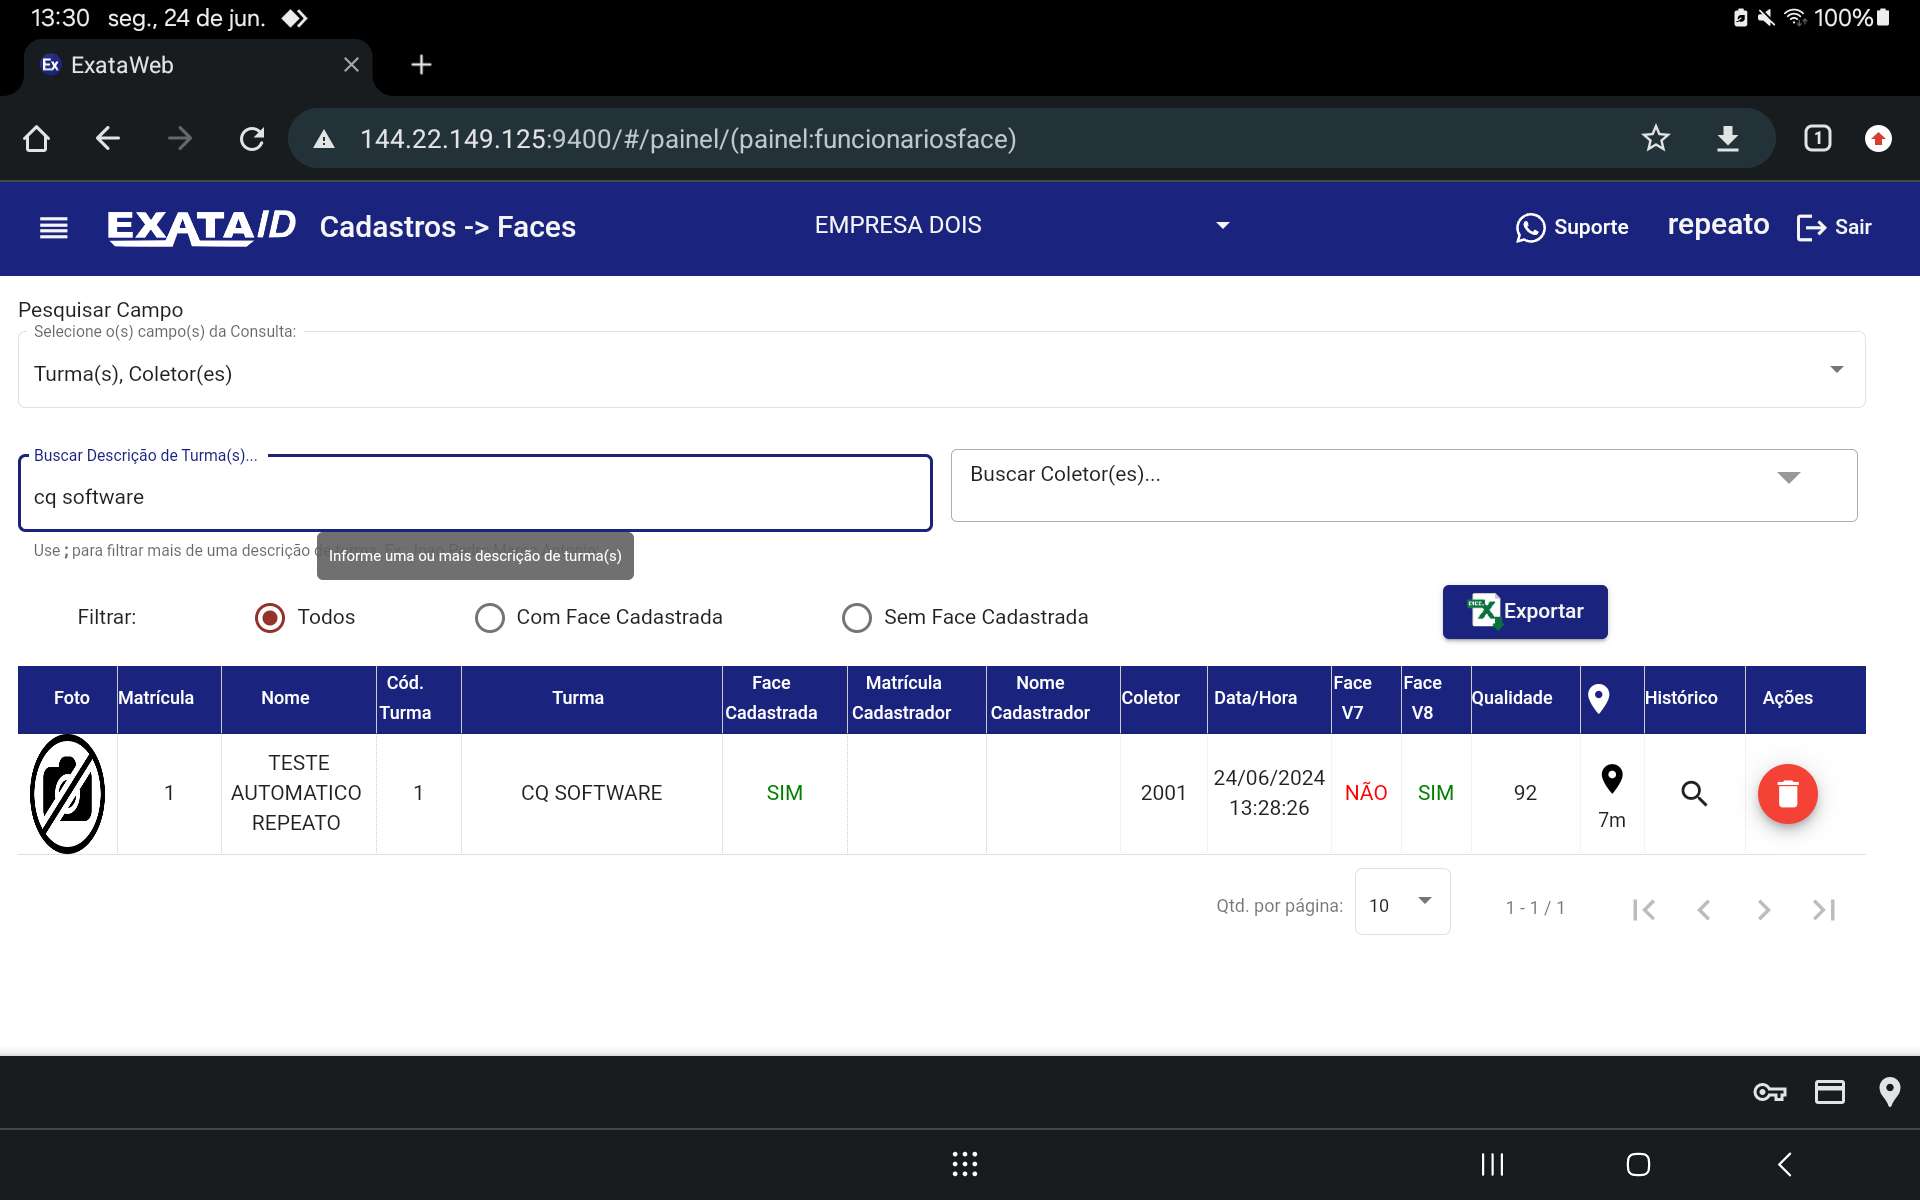 13:30 seg., 24 de jun. 100%
Ex ExataWeb
144.22.149.125:9400/#/painel/(painel:funcionariosface) 1
EXATA/ID Cadastros -> Faces EMPRESA DOIS Suporte repeato Sair
Pesquisar Campo
Selecione o(s) campo(s) da Consulta:
Turma(s), Coletor(es)
Buscar Descrição de Turma(s)...
cq software
Buscar Coletor(es)...
Use ; para filtrar mais de uma descrição
Informe uma ou mais descrição de turma(s)
Filtrar: Todos Com Face Cadastrada Sem Face Cadastrada Exportar
Foto Matrícula Nome Cód. Turma Turma Face Cadastrada Matrícula Cadastrador Nome Cadastrador Coletor Data/Hora Face V7 Face V8 Qualidade Histórico Ações
1 TESTE AUTOMATICO REPEATO 1 CQ SOFTWARE SIM 2001 24/06/2024 13:28:26 NÃO SIM 92 7m
Qtd. por página: 10 1 - 1 / 1